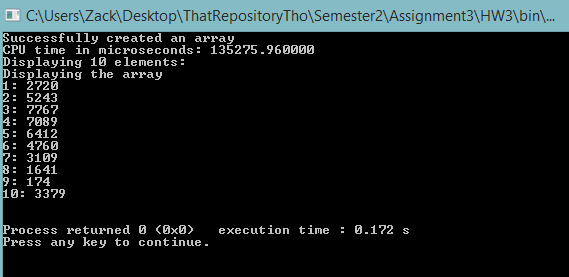 C:\Users\Zack\Desktop\ThatRepositoryTho\Semester2\Assignment3\HW3\bin\...
Successfully created an array
CPU time in microseconds: 135275.960000
Displaying 10 elements:
Displaying the array
1: 2720
2: 5243
3: 7767
4: 7089
5: 6412
6: 4760
7: 3109
8: 1641
9: 174
10: 3379
Process returned 0 (0x0)   execution time : 0.172 s
Press any key to continue.